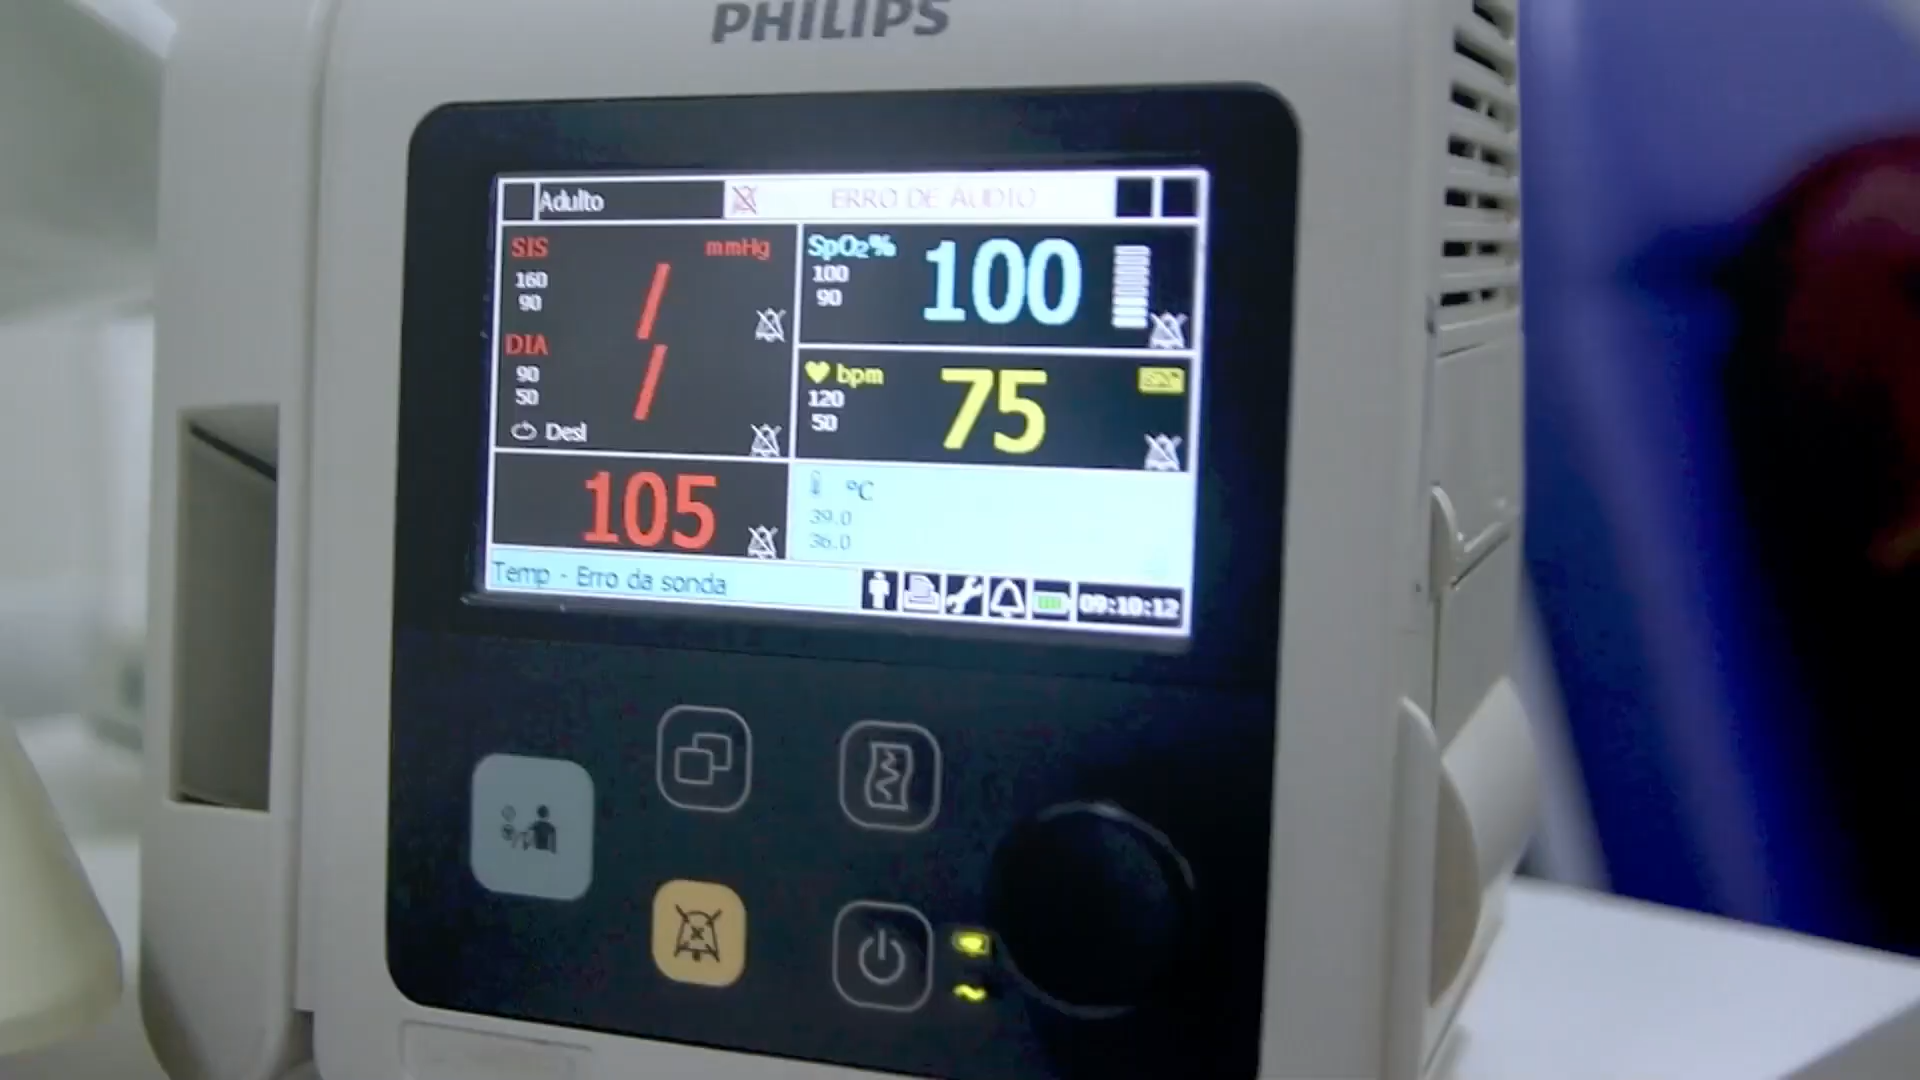 PHILIPS
Adulto
ERRO DE ÁUDIO
SIS mmHg
160
90
/
DIA
90
50
/
Desl
SpO₂%
100
90
100
bpm
120
50
75
105
°C
39.0
36.0
Temp - Erro da sonda
09:10:12